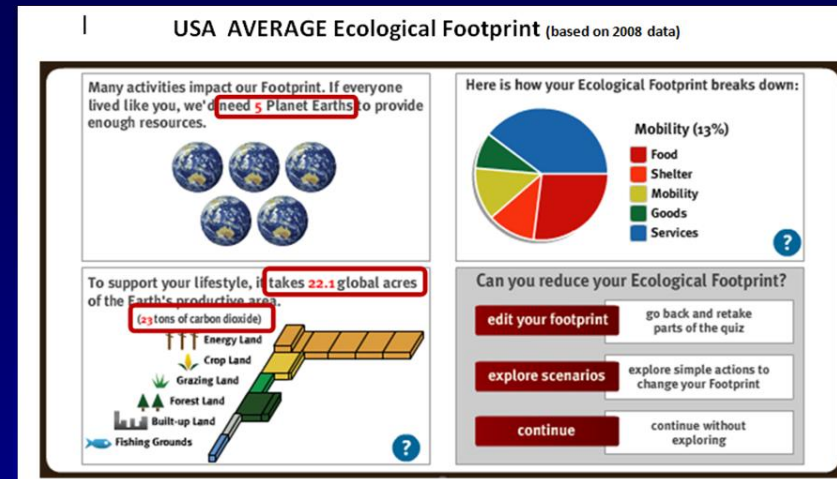 USA AVERAGE Ecological Footprint (based on 2008 data)
Many activities impact our Footprint. If everyone
lived like you, we'd need 5 Planet Earths to provide
enough resources.
Here is how your Ecological Footprint breaks down:
Mobility (13%)
Food
Shelter
Mobility
Goods
Services
?
To support your lifestyle, it takes 22.1 global acres
of the Earth's productive area.
(23 tons of carbon dioxide)
Energy Land
Crop Land
Grazing Land
Forest Land
Built-up Land
Fishing Grounds
?
Can you reduce your Ecological Footprint?
edit your footprint
go back and retake
parts of the quiz
explore scenarios
explore simple actions to
change your Footprint
continue
continue without
exploring